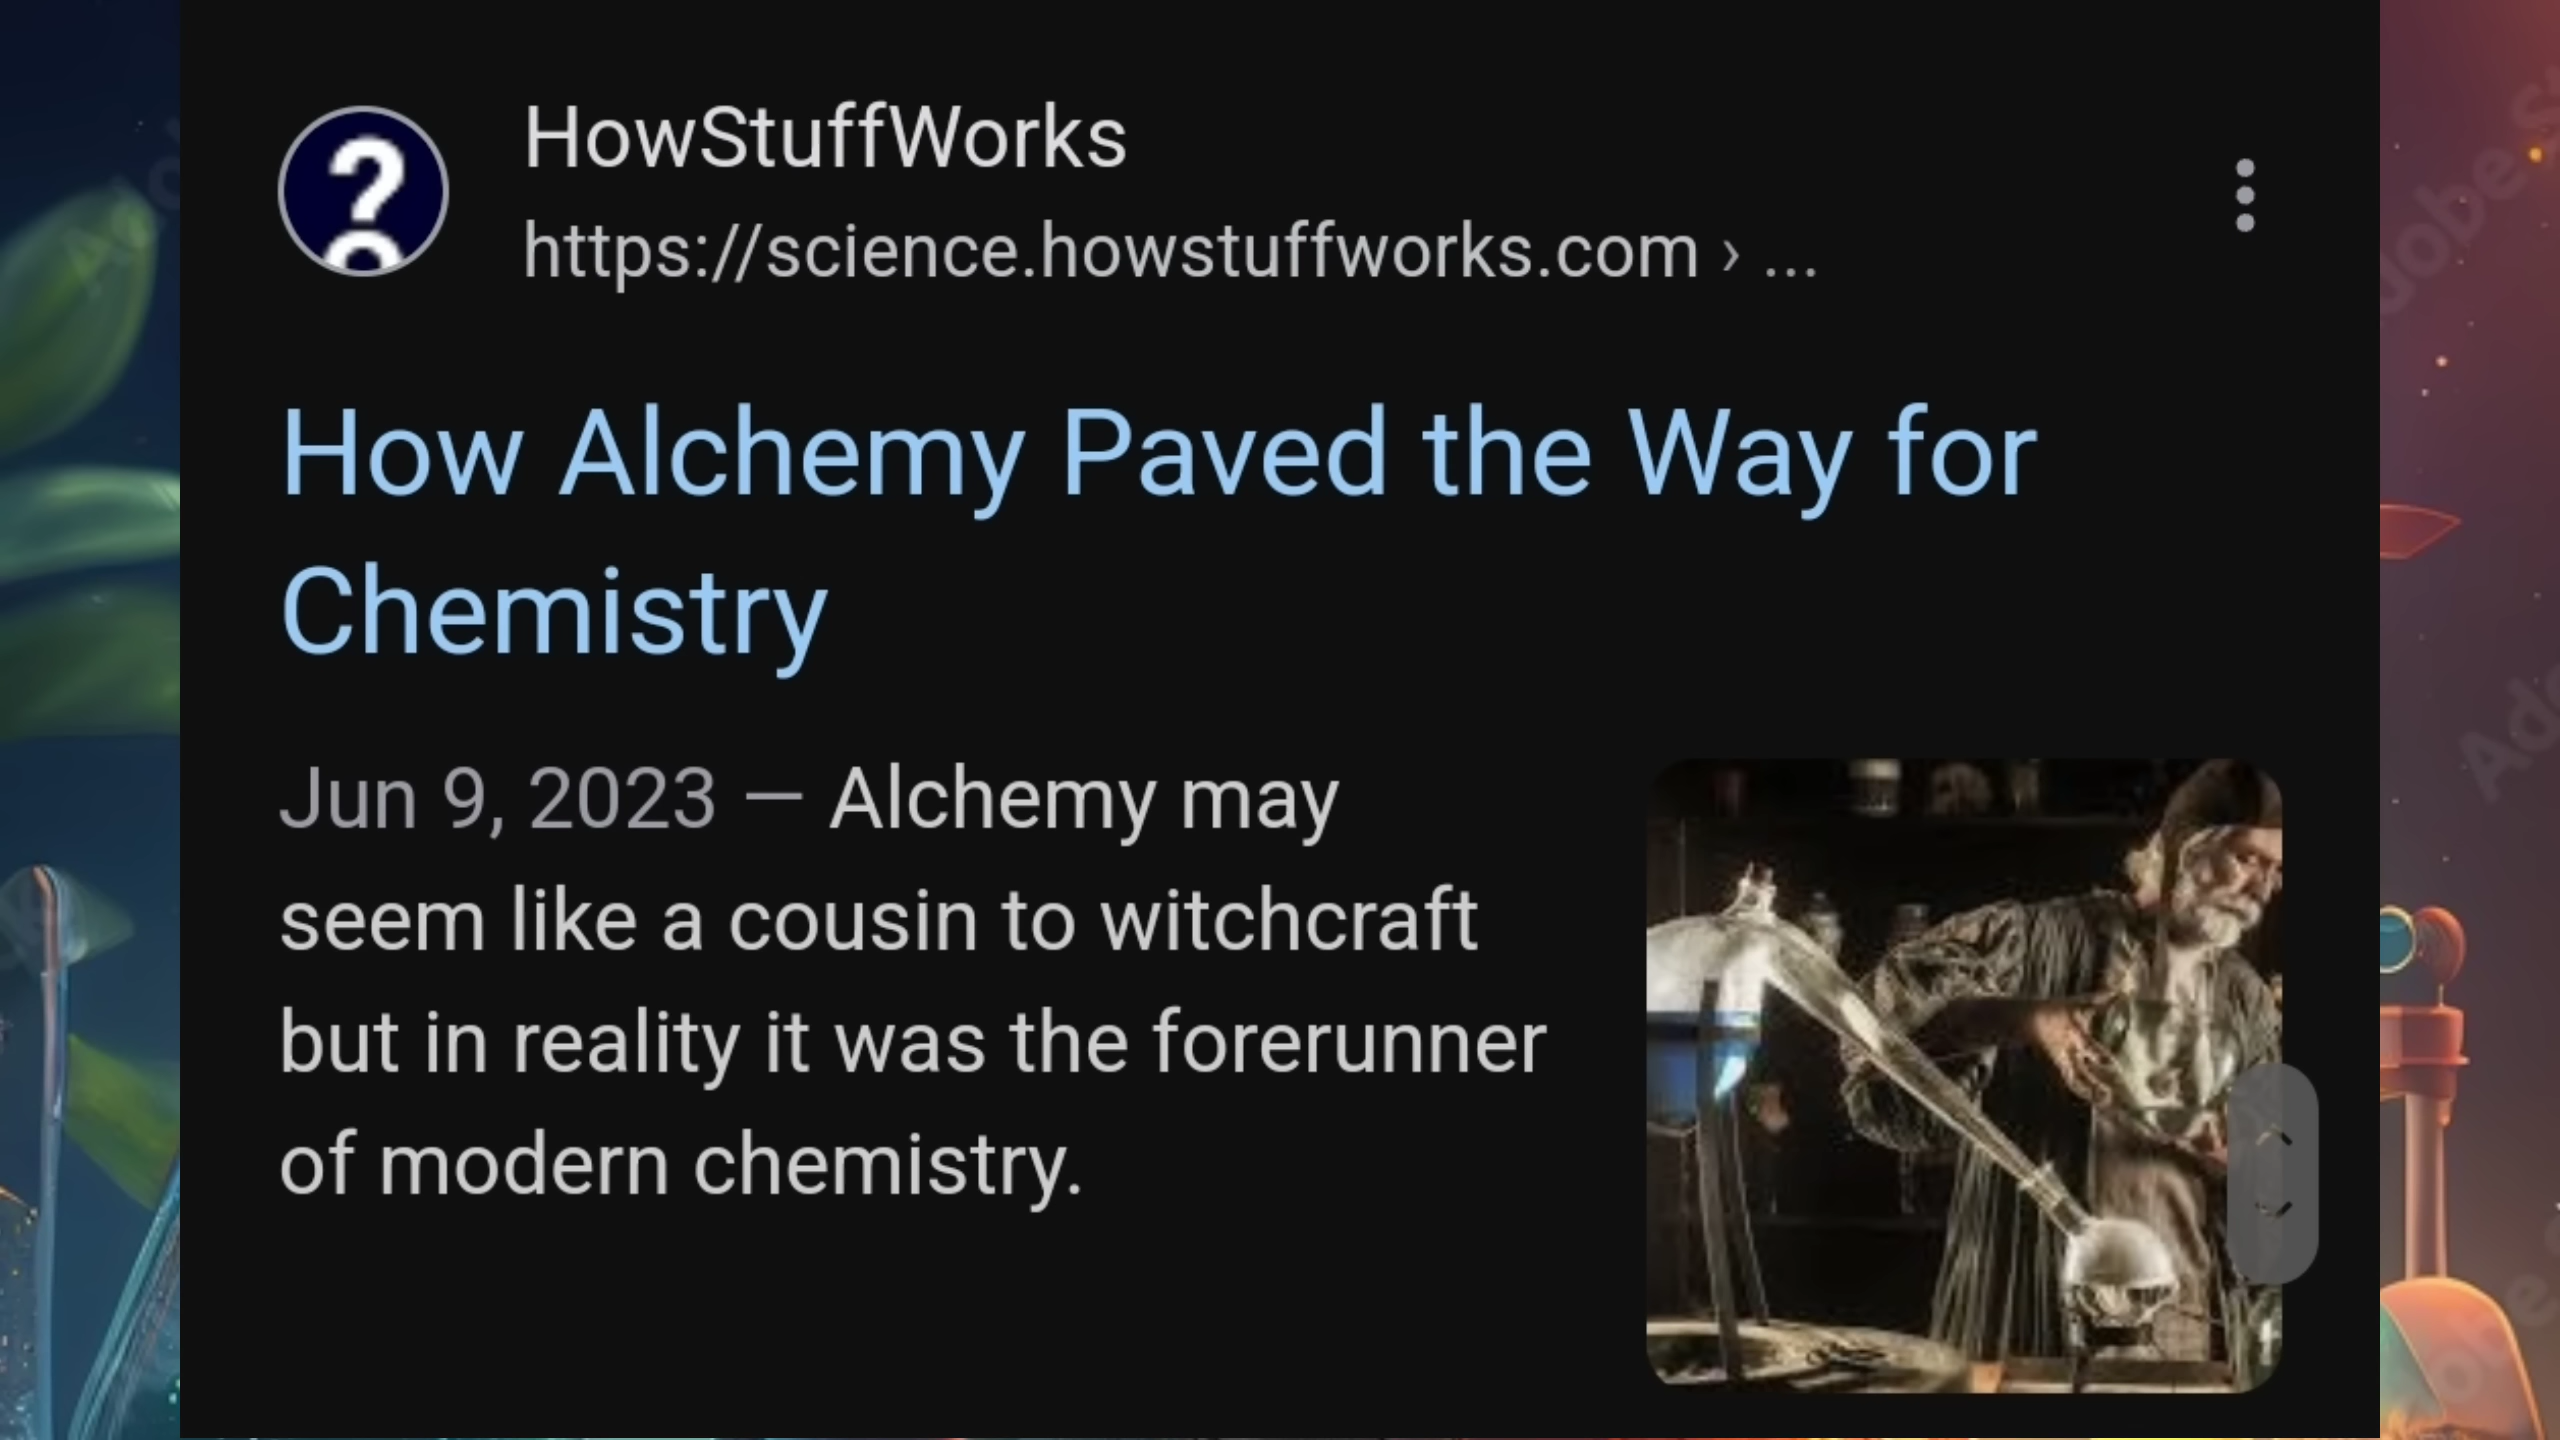 HowStuffWorks
https://science.howstuffworks.com › ...
How Alchemy Paved the Way for
Chemistry
Jun 9, 2023 — Alchemy may
seem like a cousin to witchcraft
but in reality it was the forerunner
of modern chemistry.